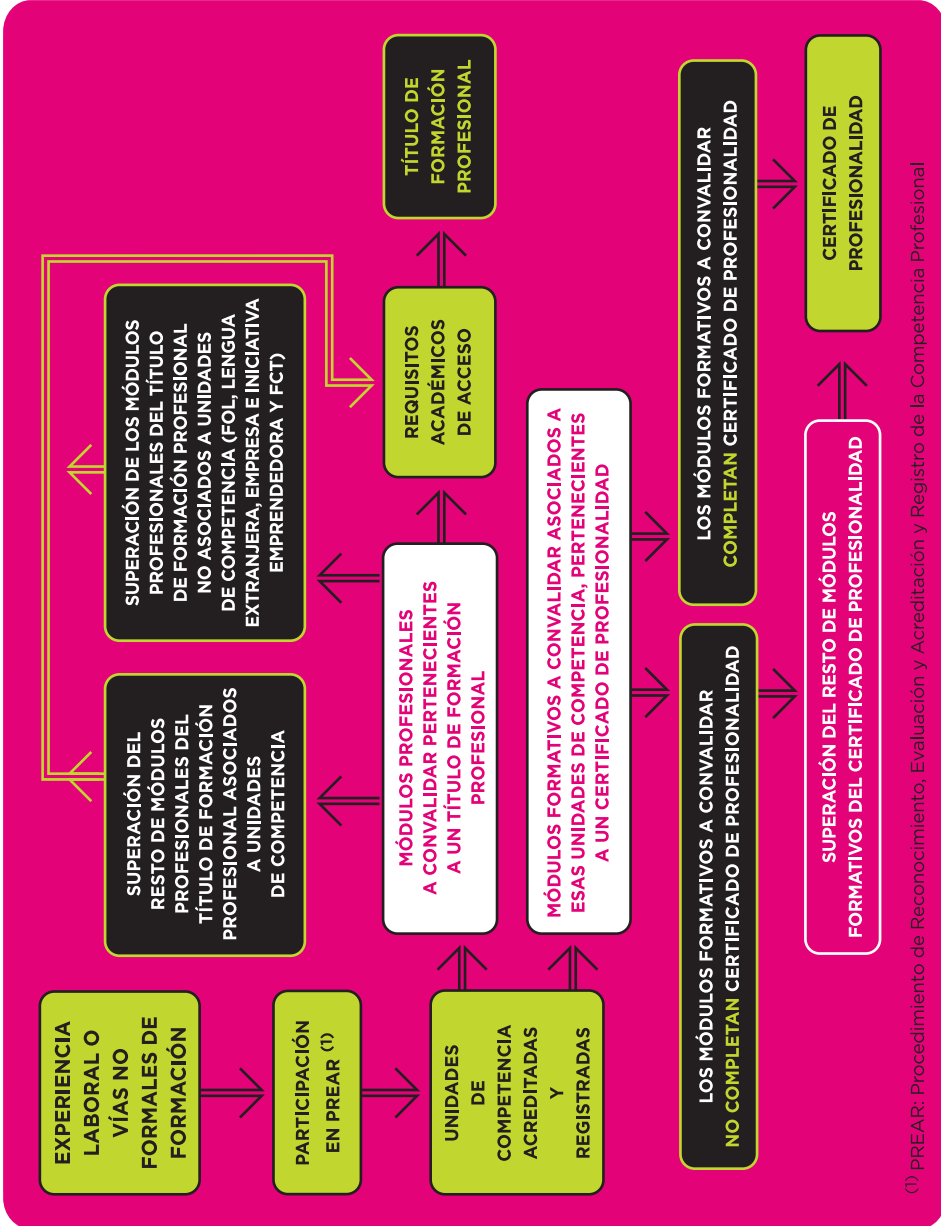 EXPERIENCIA
LABORAL O
VÍAS NO
FORMALES DE
FORMACIÓN
PARTICIPACIÓN
EN PREAR (1)
UNIDADES
DE
COMPETENCIA
ACREDITADAS
Y
REGISTRADAS
SUPERACIÓN DEL
RESTO DE MÓDULOS
PROFESIONALES DEL
TÍTULO DE FORMACIÓN
PROFESIONAL ASOCIADOS
A UNIDADES
DE COMPETENCIA
SUPERACIÓN DE LOS MÓDULOS
PROFESIONALES DEL TÍTULO
DE FORMACIÓN PROFESIONAL
NO ASOCIADOS A UNIDADES
DE COMPETENCIA (FOL, LENGUA
EXTRANJERA, EMPRESA E INICIATIVA
EMPRENDEDORA Y FCT)
MÓDULOS PROFESIONALES
A CONVALIDAR PERTENECIENTES
A UN TÍTULO DE FORMACIÓN
PROFESIONAL
REQUISITOS
ACADÉMICOS
DE ACCESO
TÍTULO DE
FORMACIÓN
PROFESIONAL
MÓDULOS FORMATIVOS A CONVALIDAR ASOCIADOS A
ESAS UNIDADES DE COMPETENCIA, PERTENECIENTES
A UN CERTIFICADO DE PROFESIONALIDAD
LOS MÓDULOS FORMATIVOS A CONVALIDAR
NO COMPLETAN CERTIFICADO DE PROFESIONALIDAD
LOS MÓDULOS FORMATIVOS A CONVALIDAR
COMPLETAN CERTIFICADO DE PROFESIONALIDAD
SUPERACIÓN DEL RESTO DE MÓDULOS
FORMATIVOS DEL CERTIFICADO DE PROFESIONALIDAD
CERTIFICADO DE
PROFESIONALIDAD
(1) PREAR: Procedimiento de Reconocimiento, Evaluación y Acreditación y Registro de la Competencia Profesional